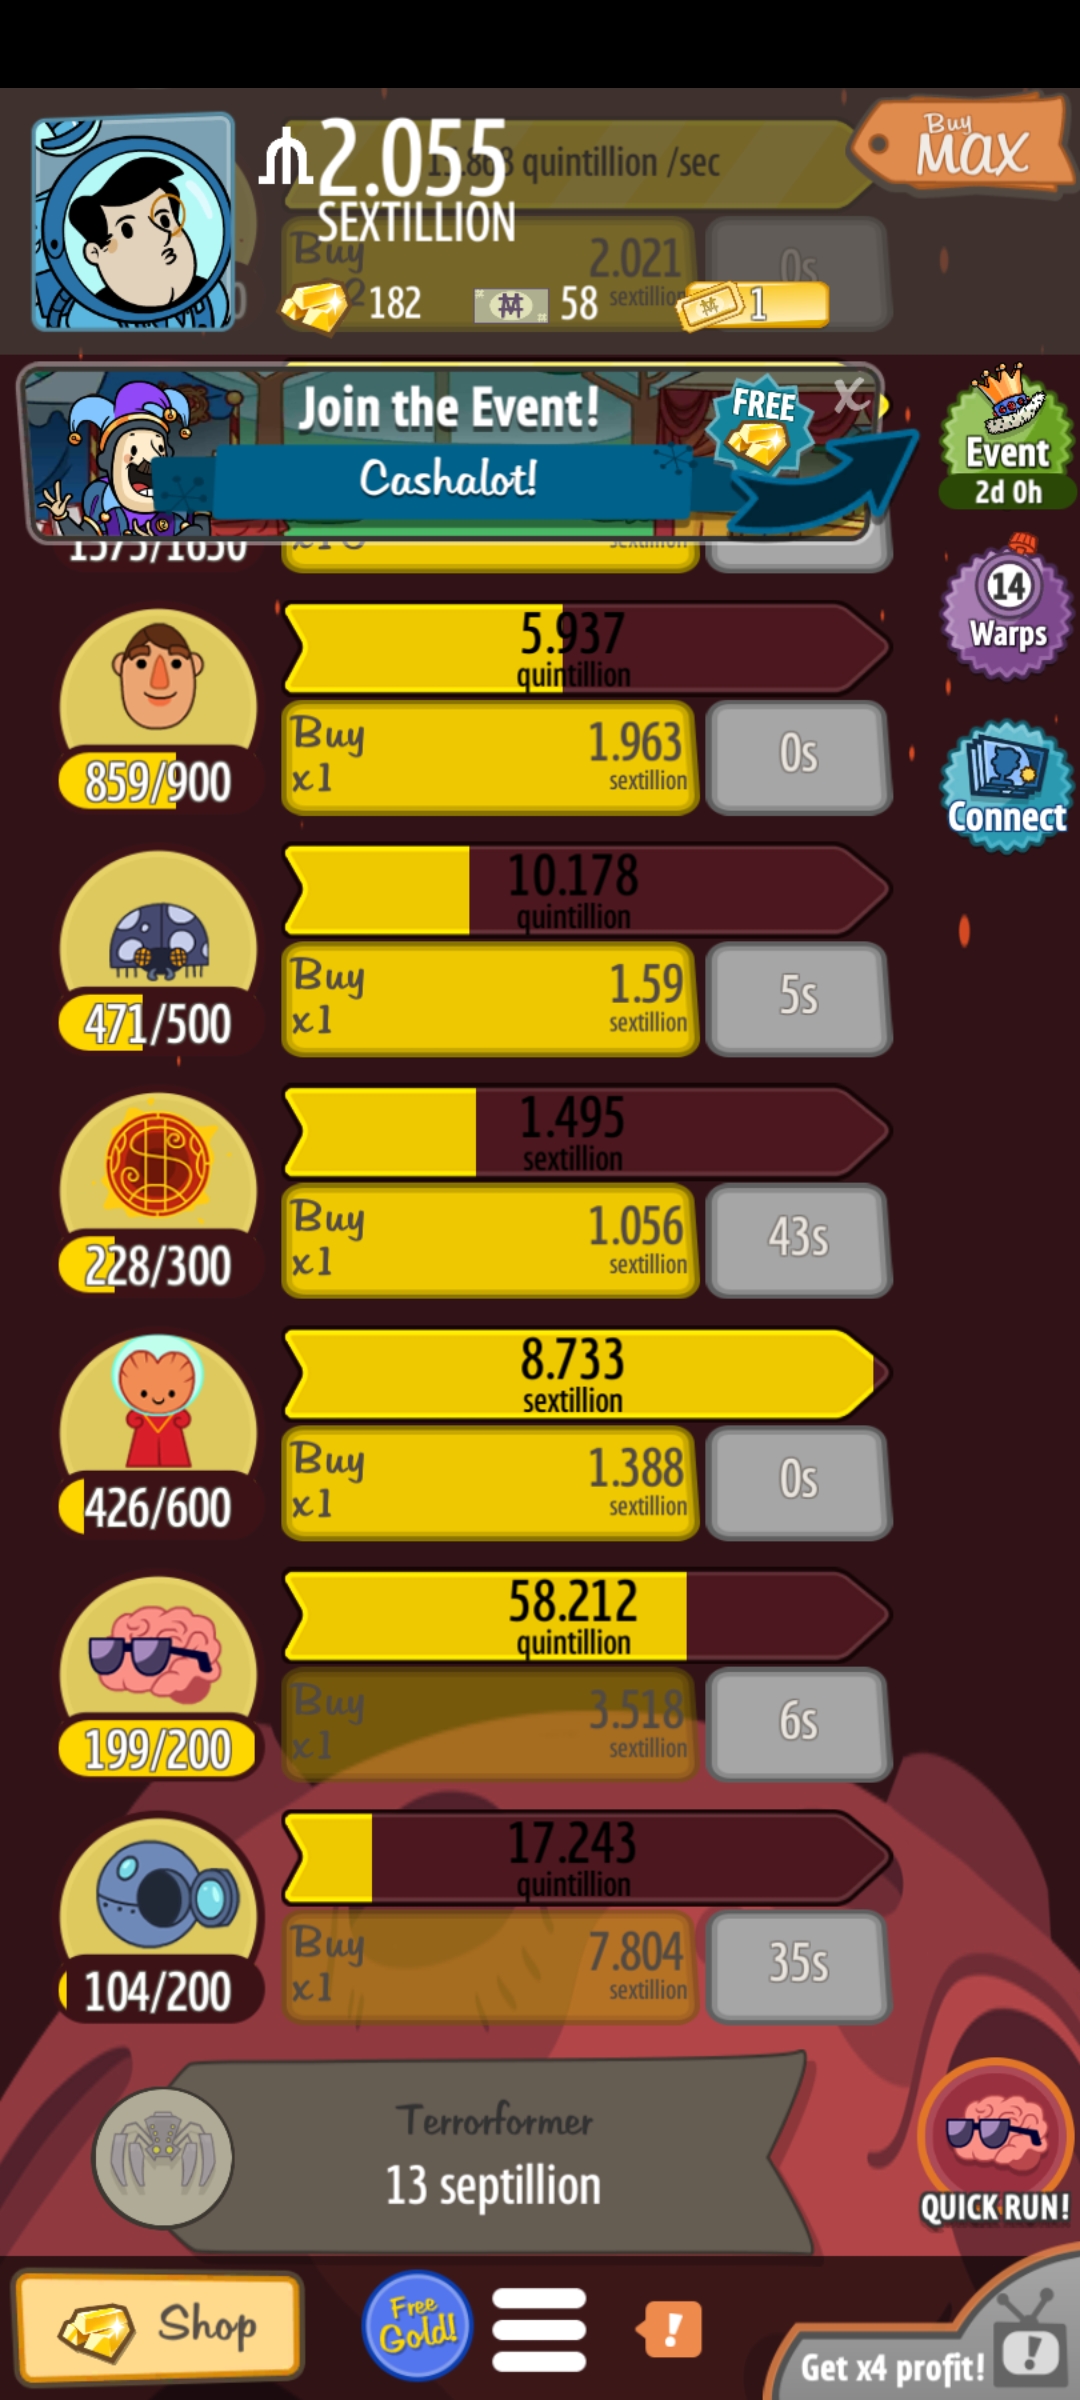 2.055
SEXTILLION
quintillion /sec
Buy
MAX
Buy
2.021
0s
182
58
1
Join the Event!
FREE
X
Cashalot!
Event
2d 0h
1575/1650
14
Warps
Connect
5.937
quintillion
859/900
Buy
x1
1.963
sextillion
0s
10.178
quintillion
471/500
Buy
x1
1.59
sextillion
5s
1.495
sextillion
228/300
Buy
x1
1.056
sextillion
43s
8.733
sextillion
426/600
Buy
x1
1.388
sextillion
0s
58.212
quintillion
199/200
Buy
x1
3.518
sextillion
6s
17.243
quintillion
104/200
Buy
x1
7.804
sextillion
35s
Terrorformer
13 septillion
QUICK RUN!
Shop
Free
Gold!
!
Get x4 profit!
!